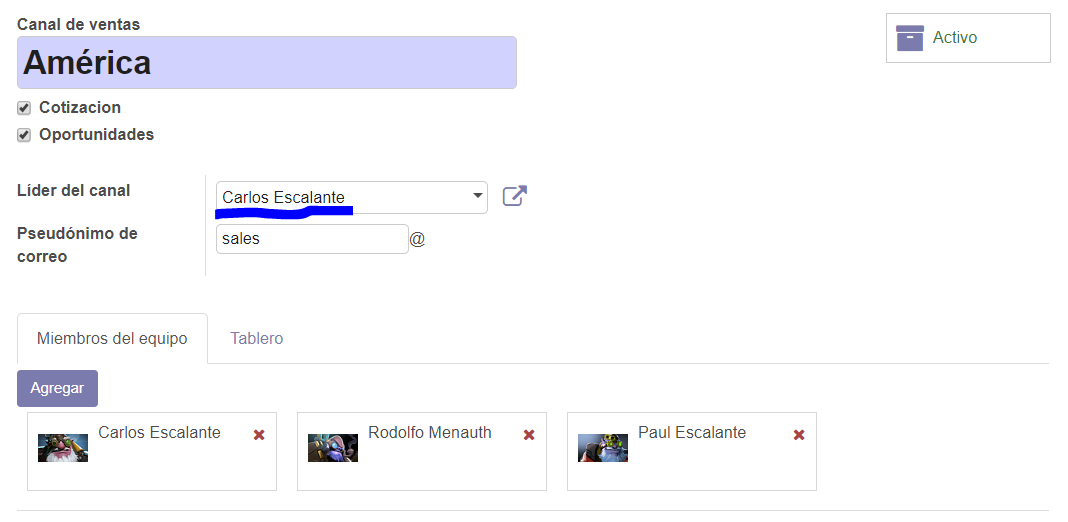 Canal de ventas
Activo
América
Cotizacion
Oportunidades
Líder del canal
Carlos Escalante
Pseudónimo de
correo
sales @
Miembros del equipo Tablero
Agregar
Carlos Escalante Rodolfo Menauth Paul Escalante